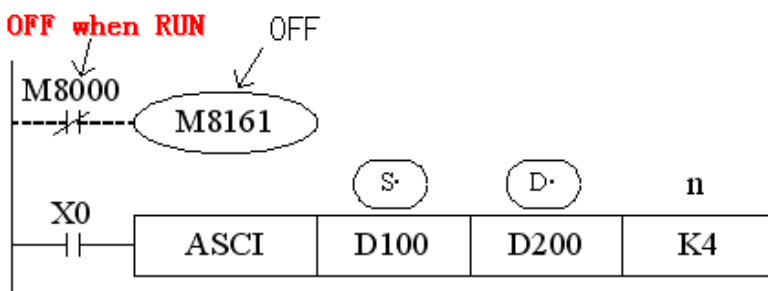 OFF when RUN
OFF
M8000
M8161
S· D· n
X0
ASCI D100 D200 K4